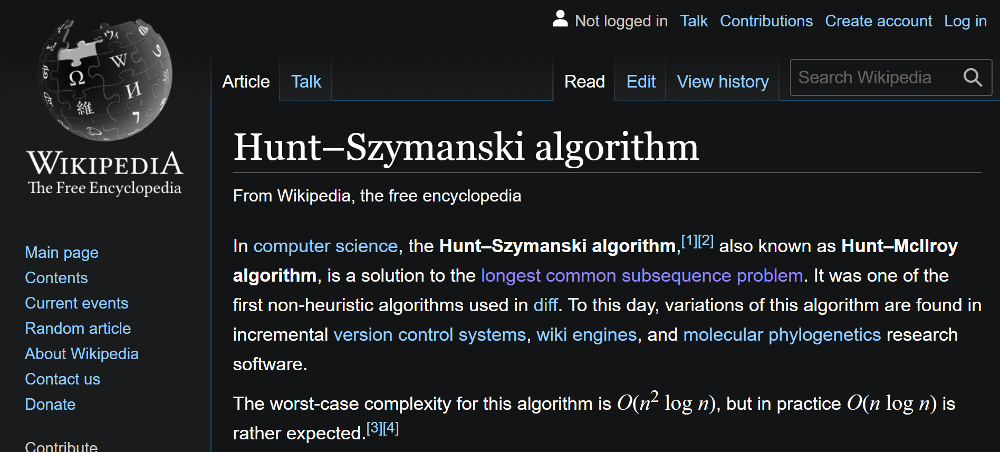 Not logged in Talk Contributions Create account Log in
Article Talk Read Edit View history Search Wikipedia
Ω W И 維 ウィ 7
WIKIPEDIA
The Free Encyclopedia
Main page
Contents
Current events
Random article
About Wikipedia
Contact us
Donate
Contribute
Hunt–Szymanski algorithm
From Wikipedia, the free encyclopedia
In computer science, the Hunt–Szymanski algorithm,[1][2] also known as Hunt–McIlroy
algorithm, is a solution to the longest common subsequence problem. It was one of the
first non-heuristic algorithms used in diff. To this day, variations of this algorithm are found in
incremental version control systems, wiki engines, and molecular phylogenetics research
software.
The worst-case complexity for this algorithm is O(n² log n), but in practice O(n log n) is
rather expected.[3][4]